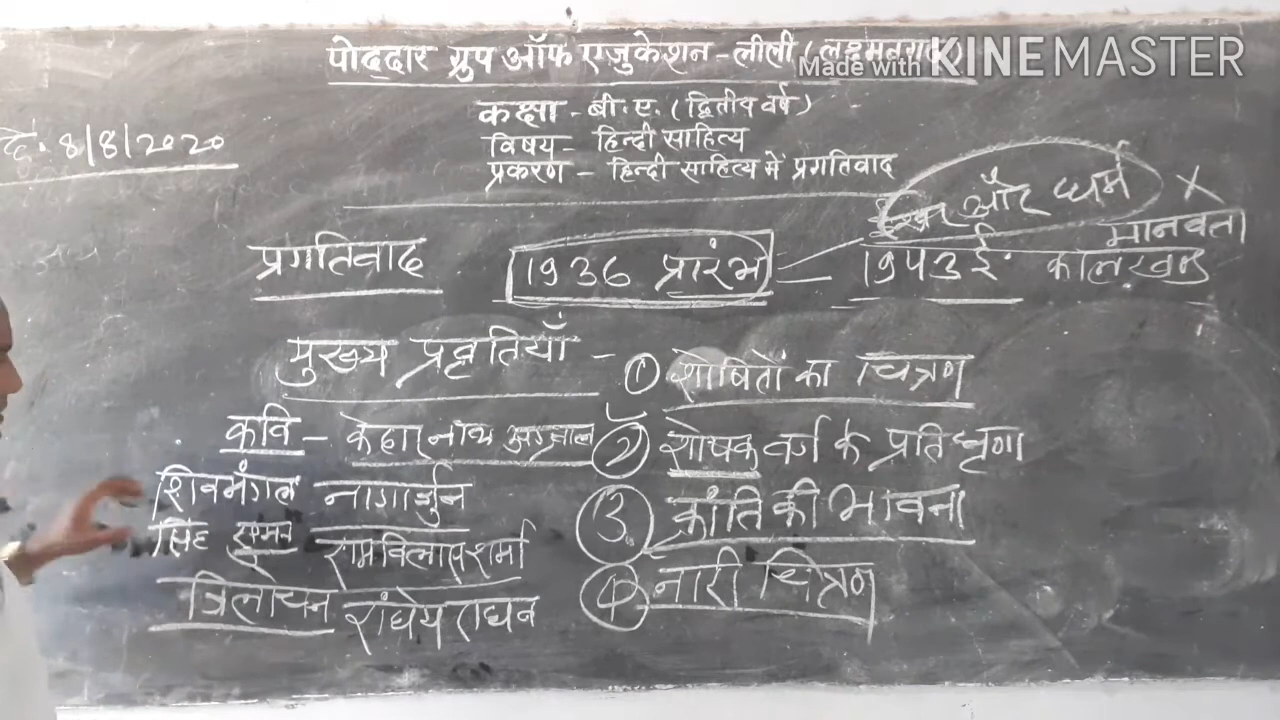 पोद्दार ग्रुप ऑफ एजुकेशन - लीली (लक्ष्मनगढ)
Made with KINEMASTER
कक्षा - बी.ए. (द्वितीय वर्ष)
दि. 8/8/2020
विषय - हिन्दी साहित्य
प्रकरण - हिन्दी साहित्य में प्रगतिवाद
ईश्वर और धर्म X
मानवता
प्रगतिवाद 1936 प्रारंभ = 1943 ई. कालखण्ड
मुख्य प्रवृतियाँ - ① शोषितों का चित्रण
कवि - केदारनाथ अग्रवाल ② शोषक वर्ग के प्रति घृणा
शिवमंगल नागार्जुन ③ क्रांति की भावना
सिंह सुमन रामविलास शर्मा
④ नारी चित्रण
त्रिलोचन रांघेय राघव